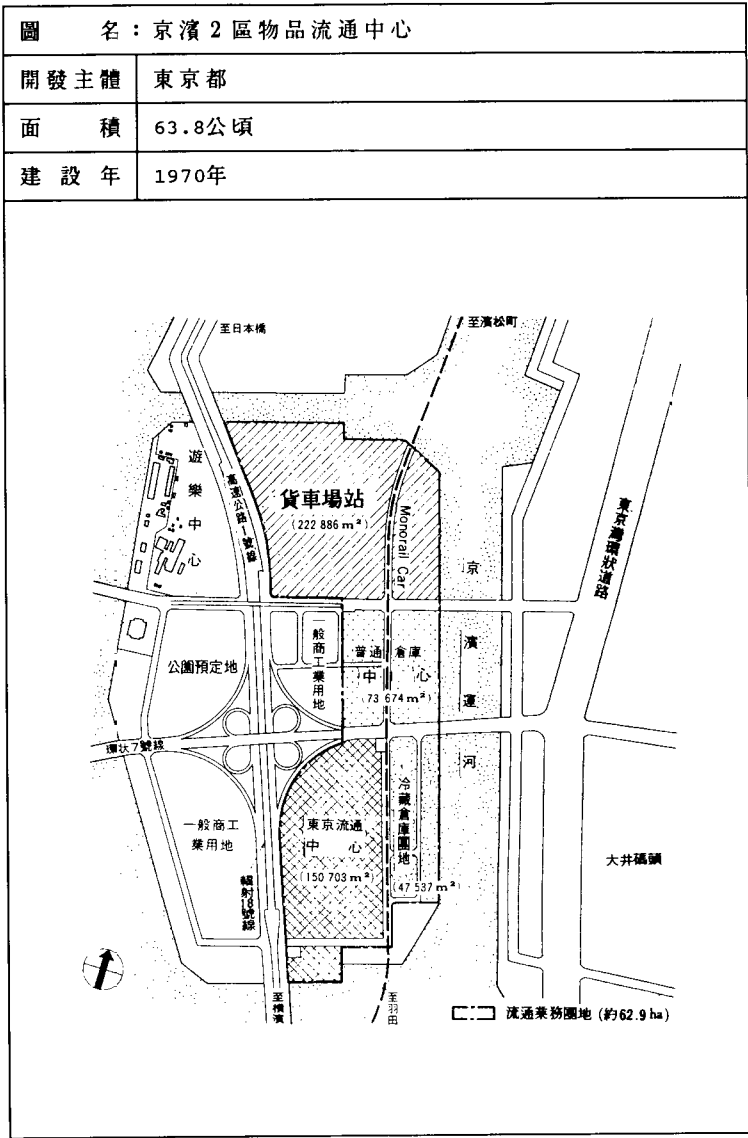 圖　　名：京濱2區物品流通中心
開發主體　東京都
面　　積　63.8公頃
建 設 年　1970年
至日本橋
至濱松町
遊樂中心
高速公路1號線
貨車場站
(222 886 m²)
Monorail Car
東京灣環狀道路
京濱運河
一般商工業用地
普通倉庫
中　心
(73 674 m²)
公園預定地
環狀7號線
冷藏倉庫團地
(47 537 m²)
一般商工
業用地
東京流通
中　心
(150 703 m²)
大井碼頭
輻射18號線
至橫濱
至羽田
流通業務團地 (約62.9 ha)